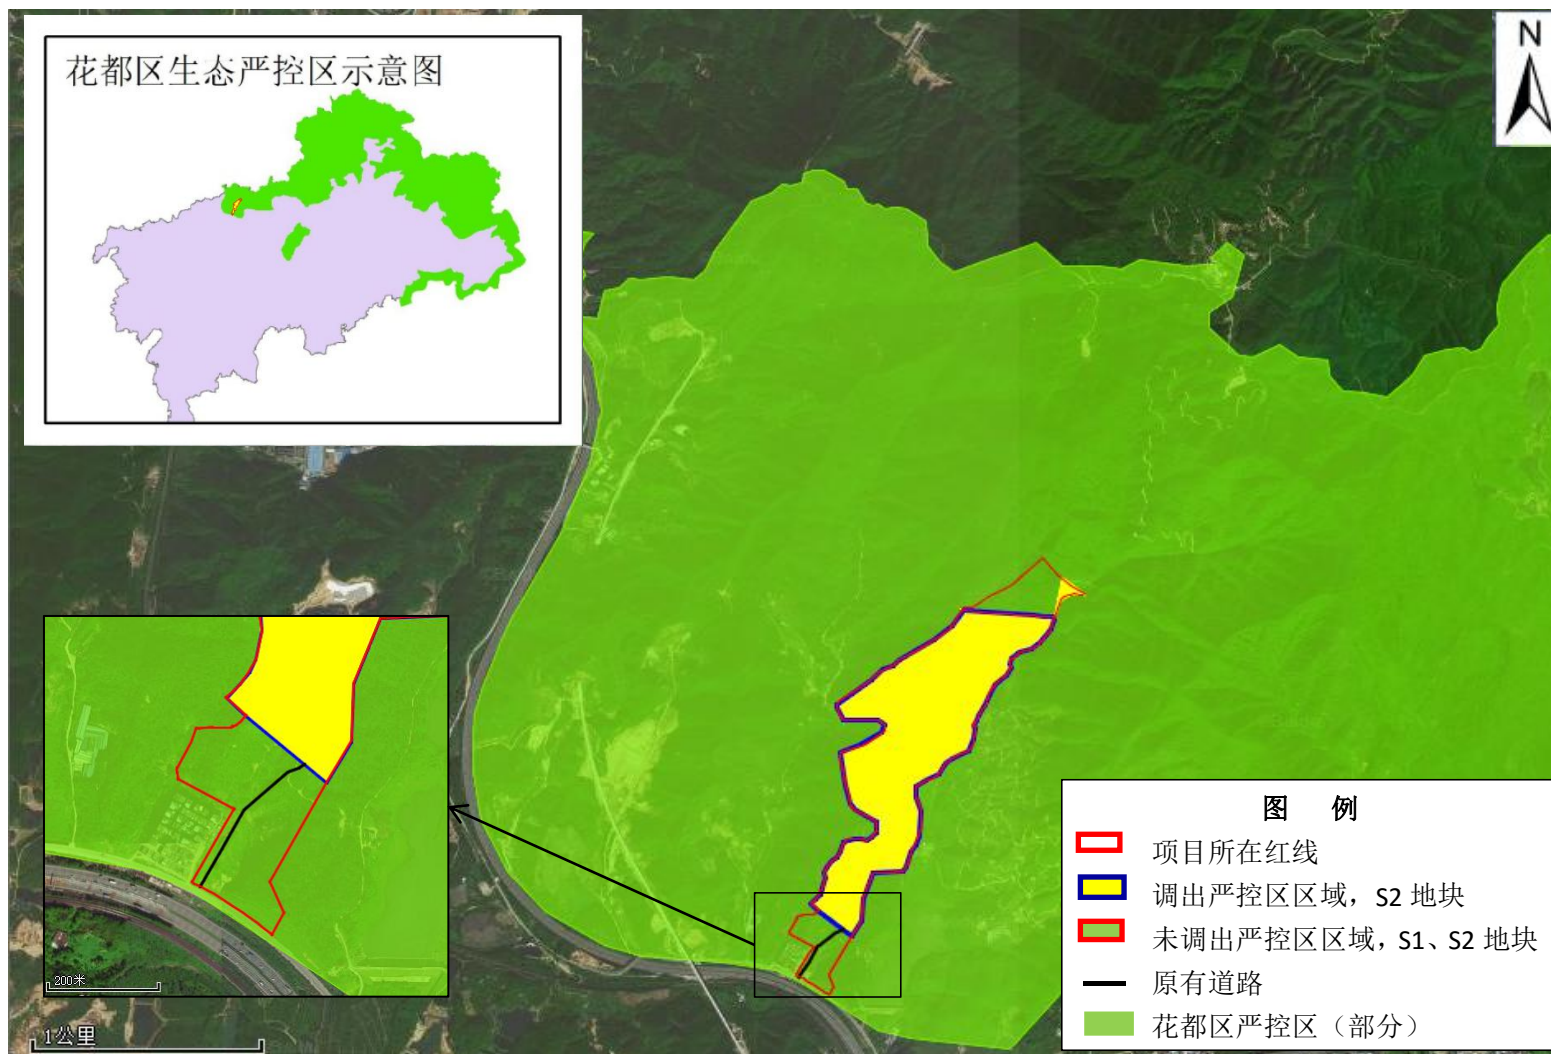 花都区生态严控区示意图
N
200米
1公里
图 例
项目所在红线
调出严控区区域，S2 地块
未调出严控区区域，S1、S2 地块
原有道路
花都区严控区（部分）